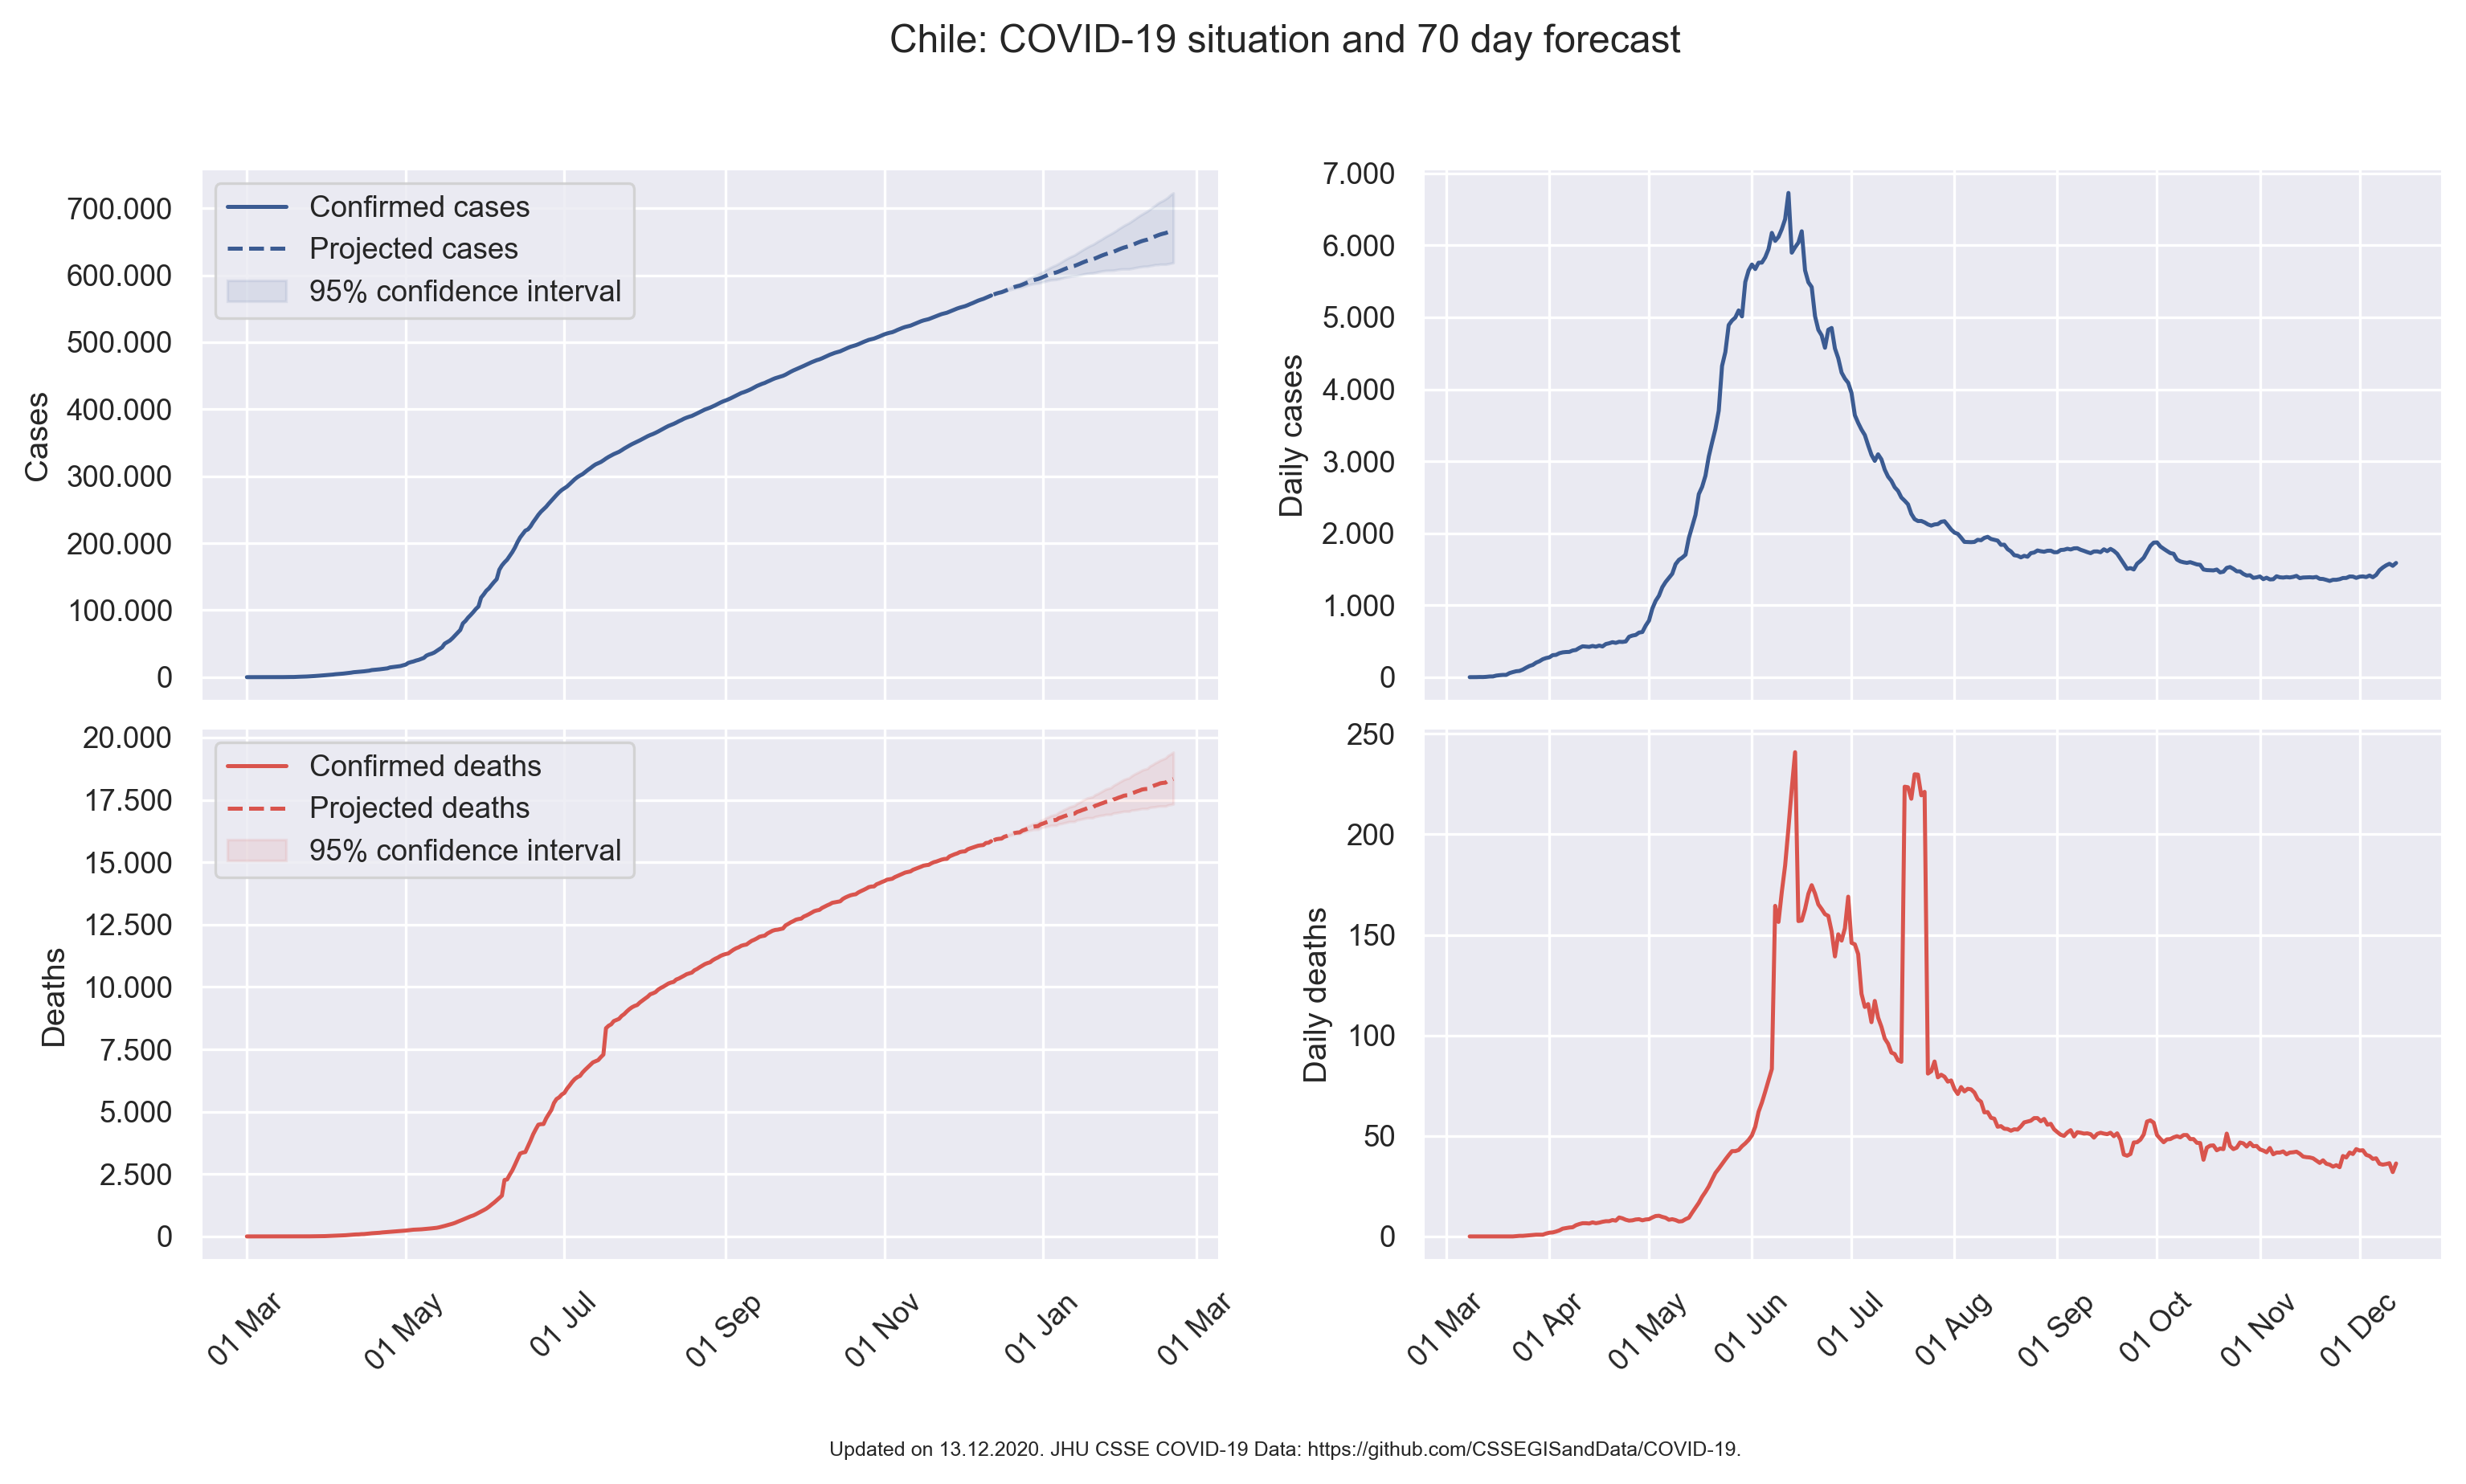 Chile: COVID-19 situation and 70 day forecast
Cases
700.000
600.000
500.000
400.000
300.000
200.000
100.000
0
Confirmed cases
Projected cases
95% confidence interval
Daily cases
7.000
6.000
5.000
4.000
3.000
2.000
1.000
0
Deaths
20.000
17.500
15.000
12.500
10.000
7.500
5.000
2.500
0
Confirmed deaths
Projected deaths
95% confidence interval
01 Mar
01 May
01 Jul
01 Sep
01 Nov
01 Jan
01 Mar
Daily deaths
250
200
150
100
50
0
01 Mar
01 Apr
01 May
01 Jun
01 Jul
01 Aug
01 Sep
01 Oct
01 Nov
01 Dec
Updated on 13.12.2020. JHU CSSE COVID-19 Data: https://github.com/CSSEGISandData/COVID-19.